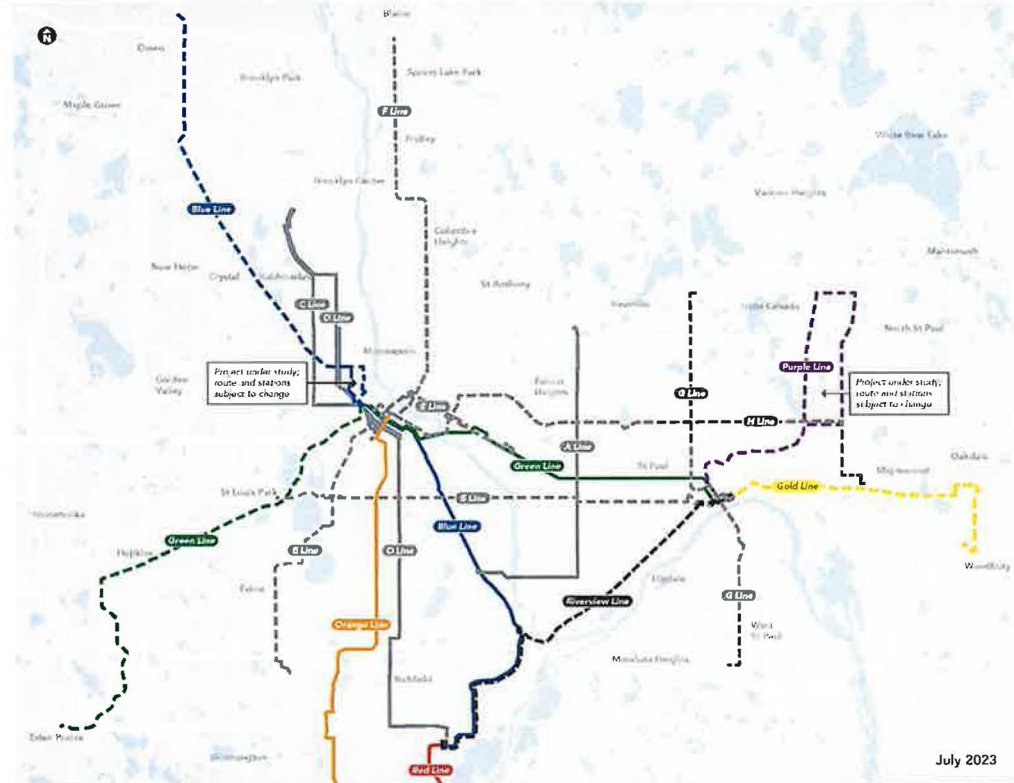 N
Blaine
Osseo
Brooklyn Park
Spring Lake Park
Maple Grove
F Line
Fridley
White Bear Lake
Brooklyn Center
Vadnais Heights
Blue Line
Columbia
Heights
Mahtomedi
New Hope
Crystal
Robbinsdale
St Anthony
Roseville
Little Canada
North St Paul
C Line
D Line
Minneapolis
Project under study;
route and stations
subject to change
Golden
Valley
Falcon
Heights
Purple Line
Project under study;
route and stations
subject to change
G Line
E Line
H Line
A Line
Green Line
St Paul
Maplewood
Oakdale
Gold Line
St Louis Park
B Line
Minnetonka
Blue Line
Green Line
Hopkins
E Line
D Line
Woodbury
Edina
Lilydale
Riverview Line
G Line
Orange Line
West
St Paul
Mendota Heights
Richfield
Eden Prairie
Bloomington
Red Line
July 2023